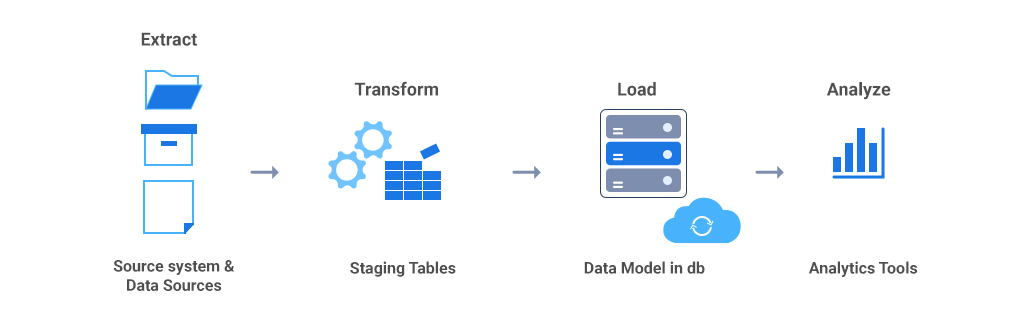 Extract
Transform
Load
Analyze
Source system &
Data Sources
Staging Tables
Data Model in db
Analytics Tools